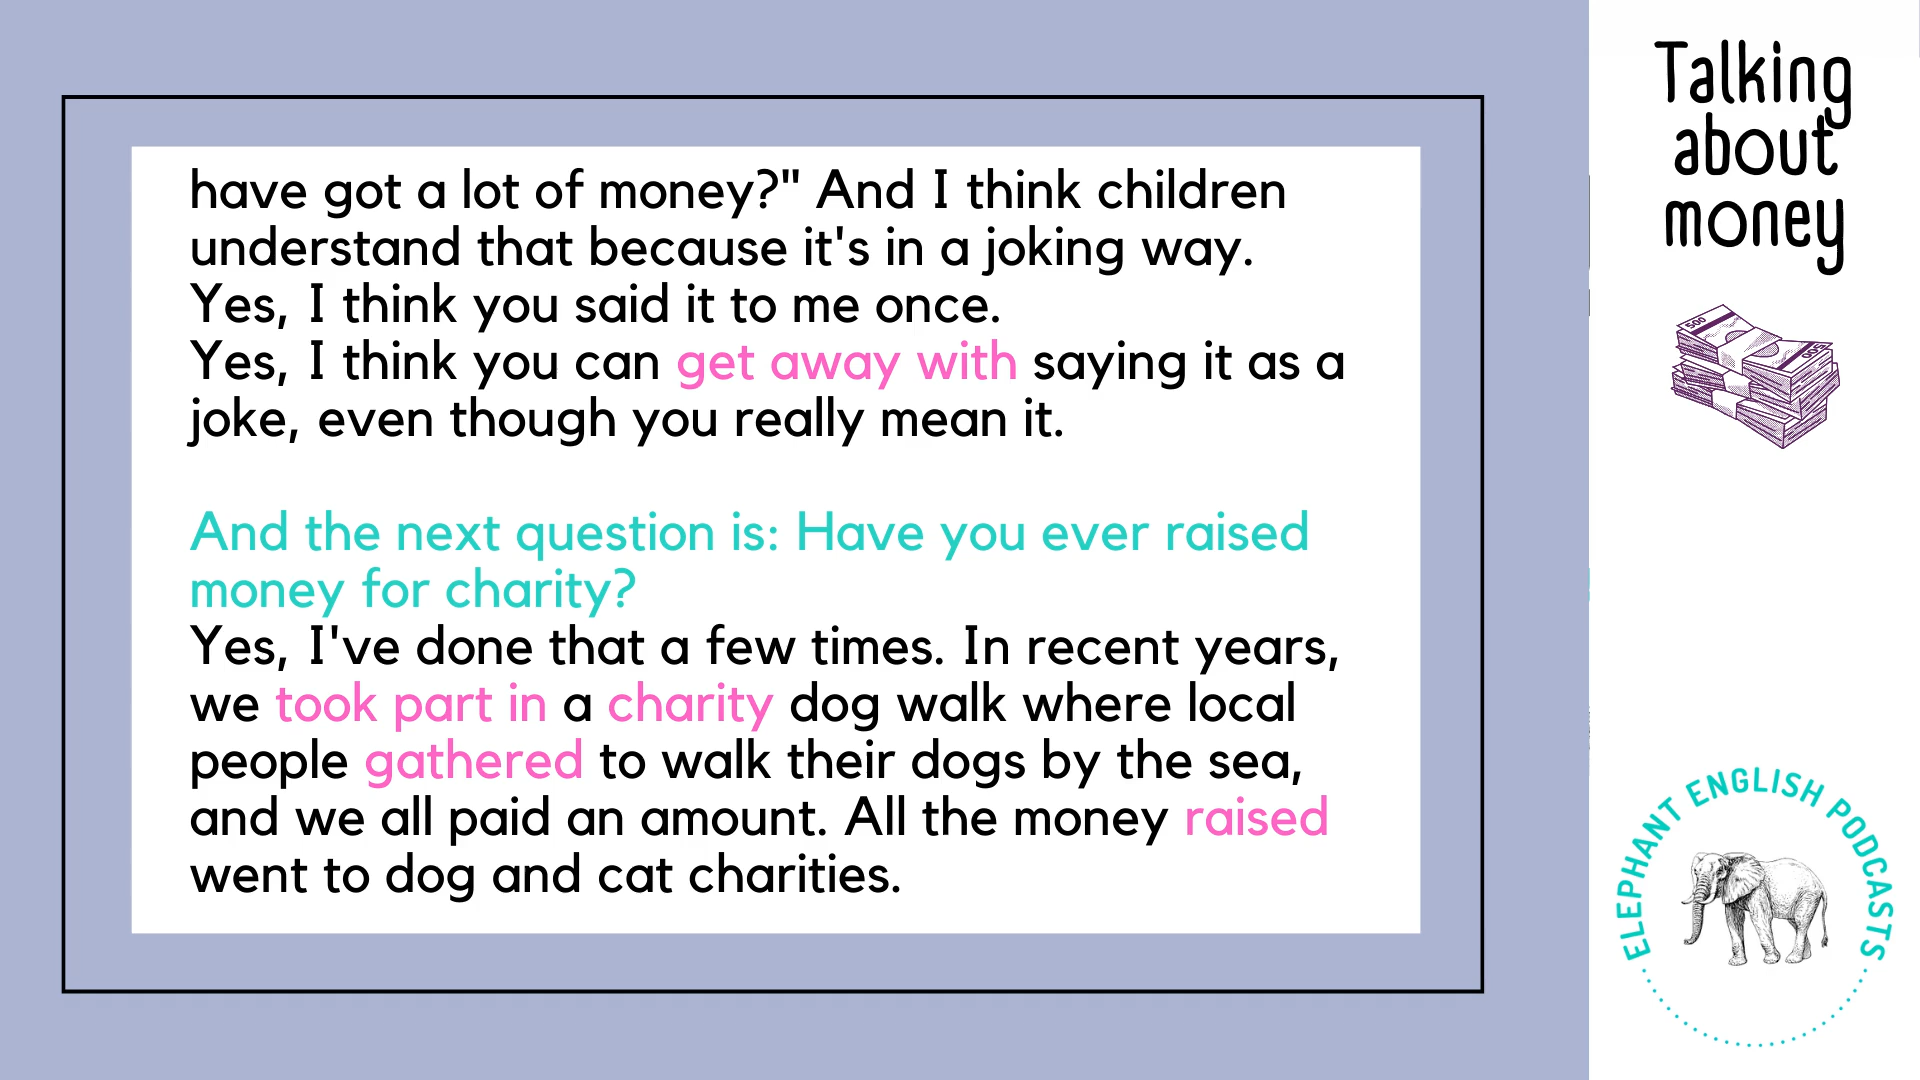 have got a lot of money?" And I think children
understand that because it's in a joking way.
Yes, I think you said it to me once.
Yes, I think you can get away with saying it as a
joke, even though you really mean it.
And the next question is: Have you ever raised
money for charity?
Yes, I've done that a few times. In recent years,
we took part in a charity dog walk where local
people gathered to walk their dogs by the sea,
and we all paid an amount. All the money raised
went to dog and cat charities.
Talking
about
money
500
500
ELEPHANT ENGLISH PODCASTS